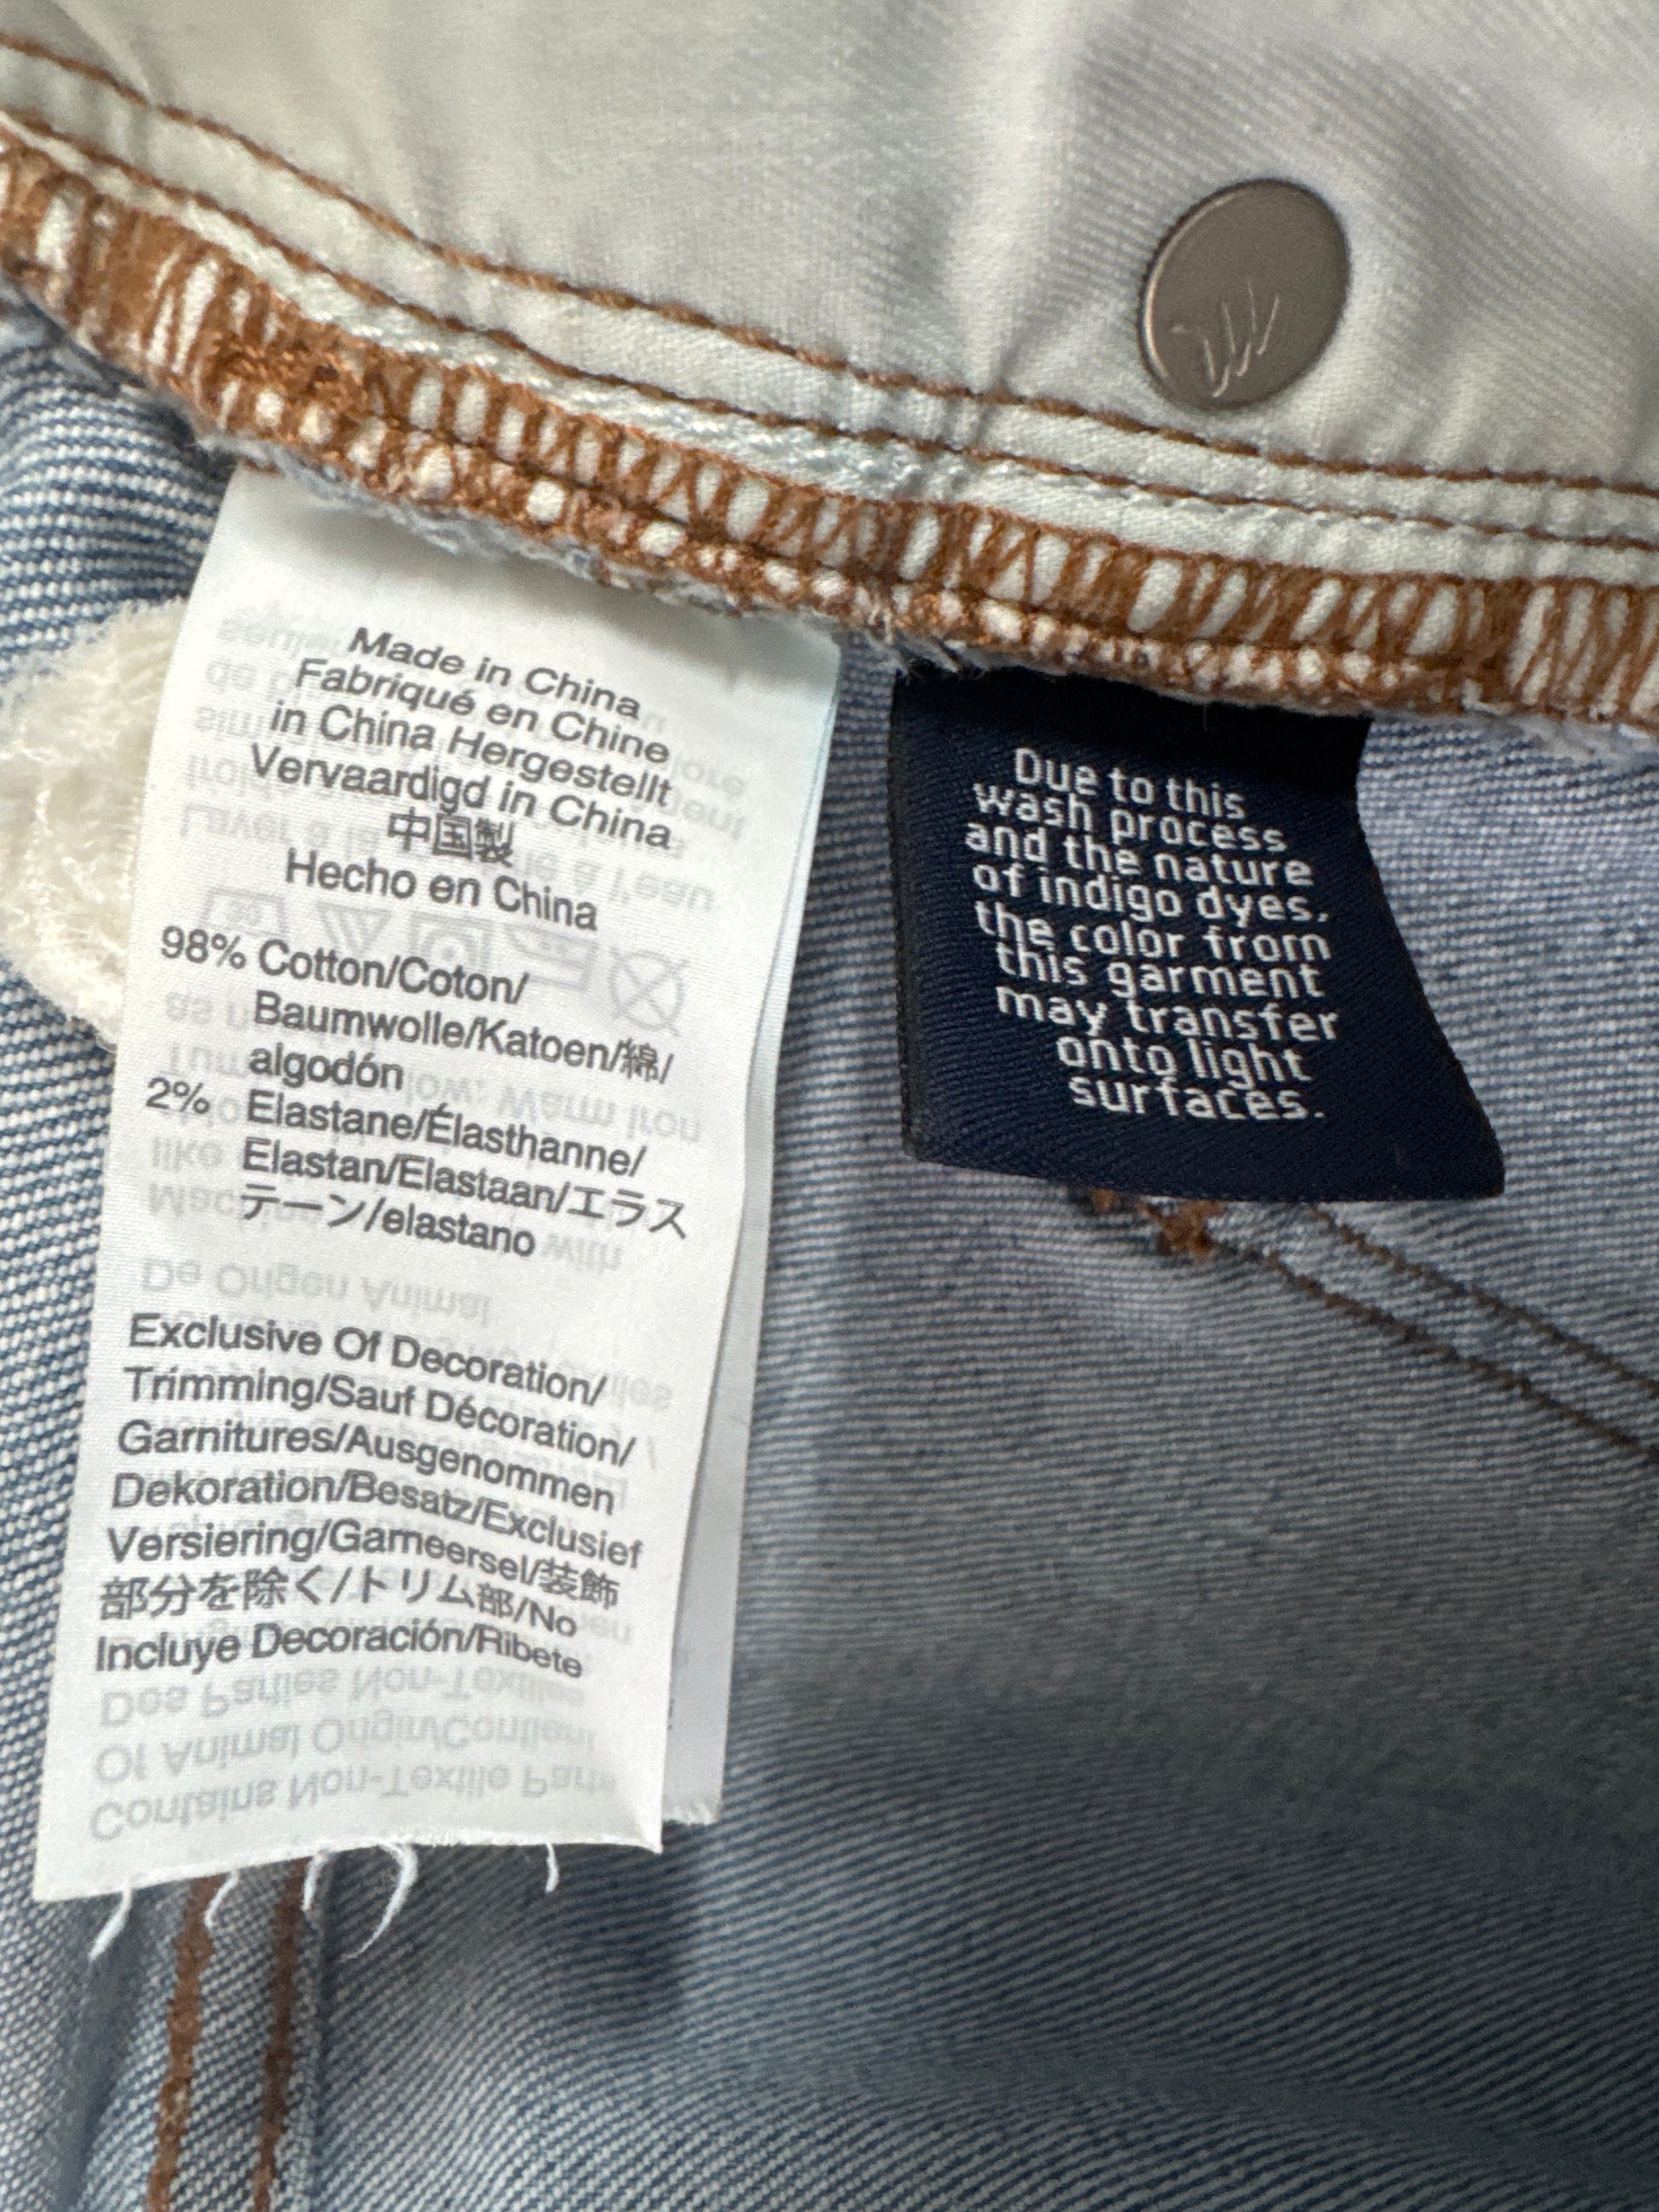 Made in China
Fabriqué en Chine
in China Hergestellt
Vervaardigd in China
中国製
Hecho en China
98% Cotton/Coton/
Baumwolle/Katoen/綿/
algodón
2% Elastane/Élasthanne/
Elastan/Elastaan/エラス
テーン/elastano
Exclusive Of Decoration/
Trimming/Sauf Décoration/
Garnitures/Ausgenommen
Dekoration/Besatz/Exclusief
Versiering/Garneersel/装飾
部分を除く/トリム部/No
Incluye Decoración/Ribete
Due to this
wash process
and the nature
of indigo dyes,
the color from
this garment
may transfer
onto light
surfaces.